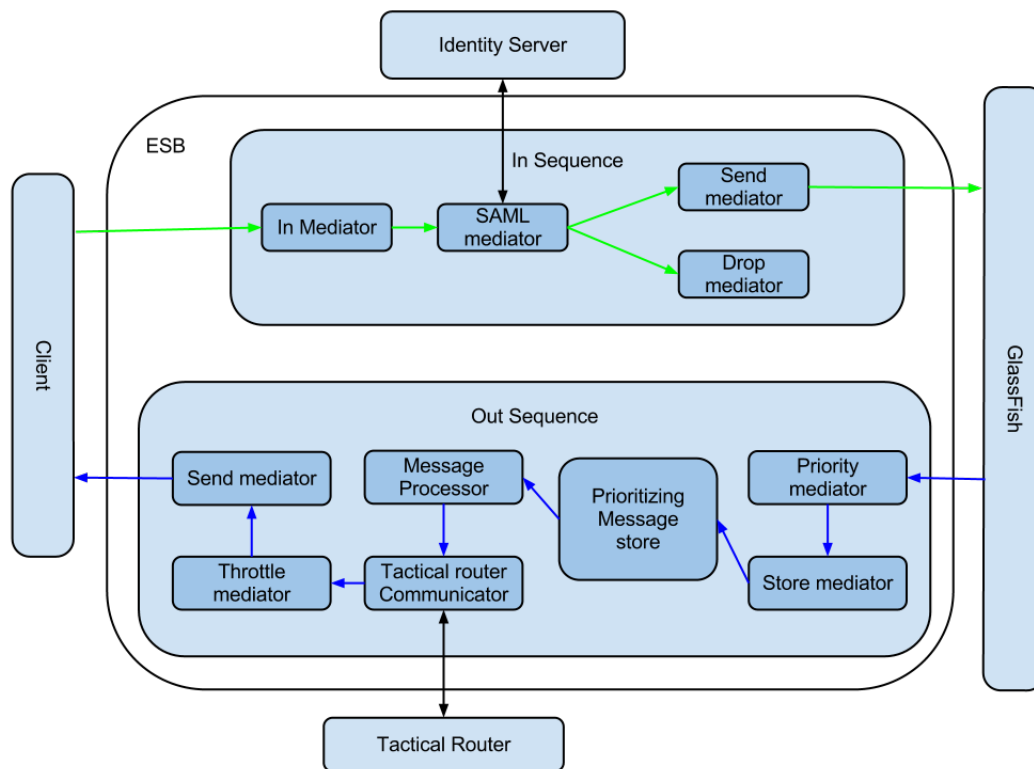 Identity Server
ESB
In Sequence
Send
mediator
In Mediator
SAML
mediator
Drop
mediator
Client
GlassFish
Out Sequence
Send mediator
Message
Processor
Prioritizing
Message
store
Priority
mediator
Throttle
mediator
Tactical router
Communicator
Store mediator
Tactical Router